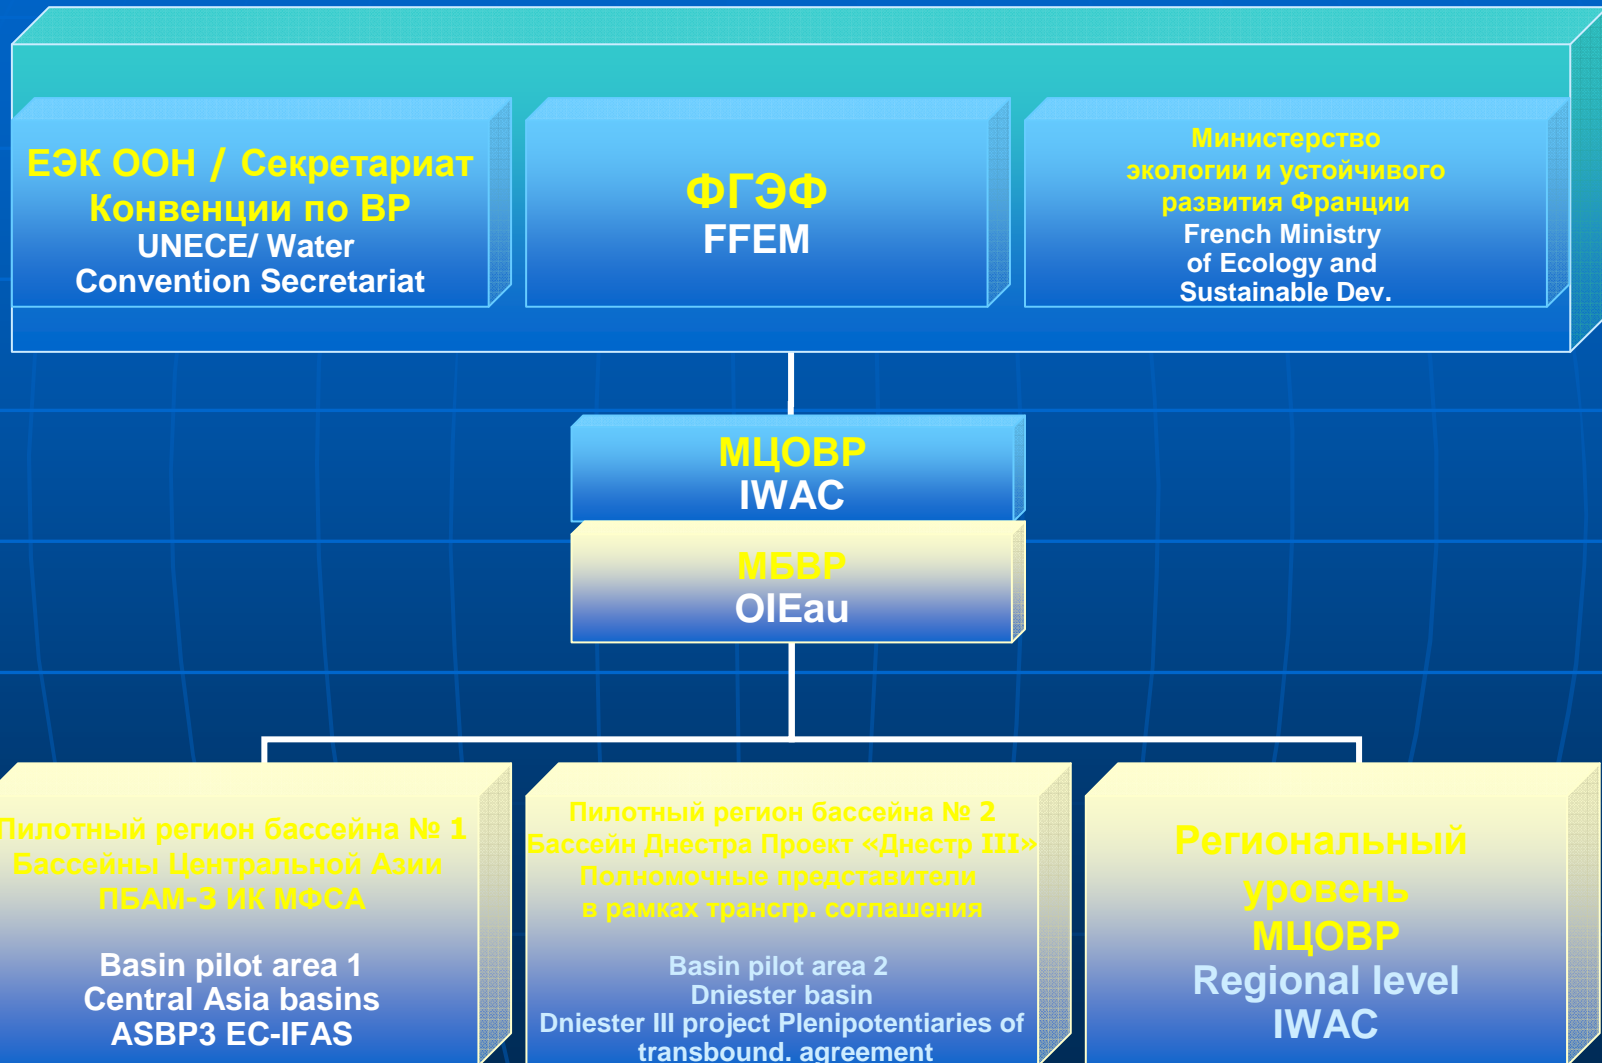 ЕЭК ООН / Секретариат
Конвенции по ВР
UNECE/ Water
Convention Secretariat
ФГЭФ
FFEM
Министерство
экологии и устойчивого
развития Франции
French Ministry
of Ecology and
Sustainable Dev.
МЦОВР
IWAC
МБВР
OIEau
Пилотный регион бассейна № 1
Бассейны Центральной Азии
ПБАМ-3 ИК МФСА
Basin pilot area 1
Central Asia basins
ASBP3 EC-IFAS
Пилотный регион бассейна № 2
Бассейн Днестра Проект «Днестр III»
Полномочные представители
в рамках трансгр. соглашения
Basin pilot area 2
Dniester basin
Dniester III project Plenipotentiaries of
transbound. agreement
Региональный
уровень
МЦОВР
Regional level
IWAC